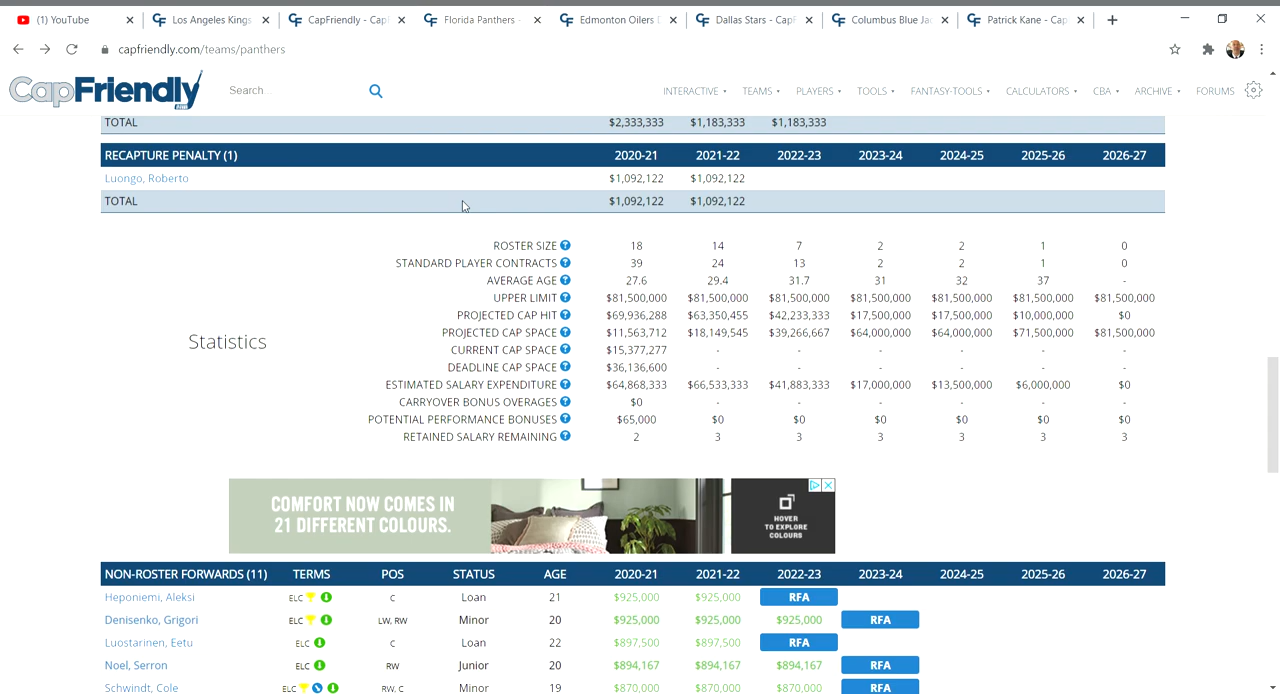 (1) YouTube
Los Angeles Kings
CapFriendly - Cap
Florida Panthers -
Edmonton Oilers
Dallas Stars - CapF
Columbus Blue Ja
Patrick Kane - Cap
capfriendly.com/teams/panthers
CapFriendly
Search...
INTERACTIVE TEAMS PLAYERS TOOLS FANTASY-TOOLS CALCULATORS CBA ARCHIVE FORUMS
TOTAL $2,333,333 $1,183,333 $1,183,333
RECAPTURE PENALTY (1) 2020-21 2021-22 2022-23 2023-24 2024-25 2025-26 2026-27
Luongo, Roberto $1,092,122 $1,092,122
TOTAL $1,092,122 $1,092,122
Statistics
ROSTER SIZE ? 18 14 7 2 2 1 0
STANDARD PLAYER CONTRACTS ? 39 24 13 2 2 1 0
AVERAGE AGE ? 27.6 29.4 31.7 31 32 37 -
UPPER LIMIT ? $81,500,000 $81,500,000 $81,500,000 $81,500,000 $81,500,000 $81,500,000 $81,500,000
PROJECTED CAP HIT ? $69,936,288 $63,350,455 $42,233,333 $17,500,000 $17,500,000 $10,000,000 $0
PROJECTED CAP SPACE ? $11,563,712 $18,149,545 $39,266,667 $64,000,000 $64,000,000 $71,500,000 $81,500,000
CURRENT CAP SPACE ? $15,377,277 - - - - - -
DEADLINE CAP SPACE ? $36,136,600 - - - - - -
ESTIMATED SALARY EXPENDITURE ? $64,868,333 $66,533,333 $41,883,333 $17,000,000 $13,500,000 $6,000,000 $0
CARRYOVER BONUS OVERAGES ? $0 - - - - - -
POTENTIAL PERFORMANCE BONUSES ? $65,000 $0 $0 $0 $0 $0 $0
RETAINED SALARY REMAINING ? 2 3 3 3 3 3 3
COMFORT NOW COMES IN
21 DIFFERENT COLOURS.
HOVER
TO EXPLORE
COLOURS
NON-ROSTER FORWARDS (11) TERMS POS STATUS AGE 2020-21 2021-22 2022-23 2023-24 2024-25 2025-26 2026-27
Heponiemi, Aleksi ELC C Loan 21 $925,000 $925,000 RFA
Denisenko, Grigori ELC LW, RW Minor 20 $925,000 $925,000 $925,000 RFA
Luostarinen, Eetu ELC C Loan 22 $897,500 $897,500 RFA
Noel, Serron ELC RW Junior 20 $894,167 $894,167 $894,167 RFA
Schwindt, Cole ELC RW, C Minor 19 $870,000 $870,000 $870,000 RFA